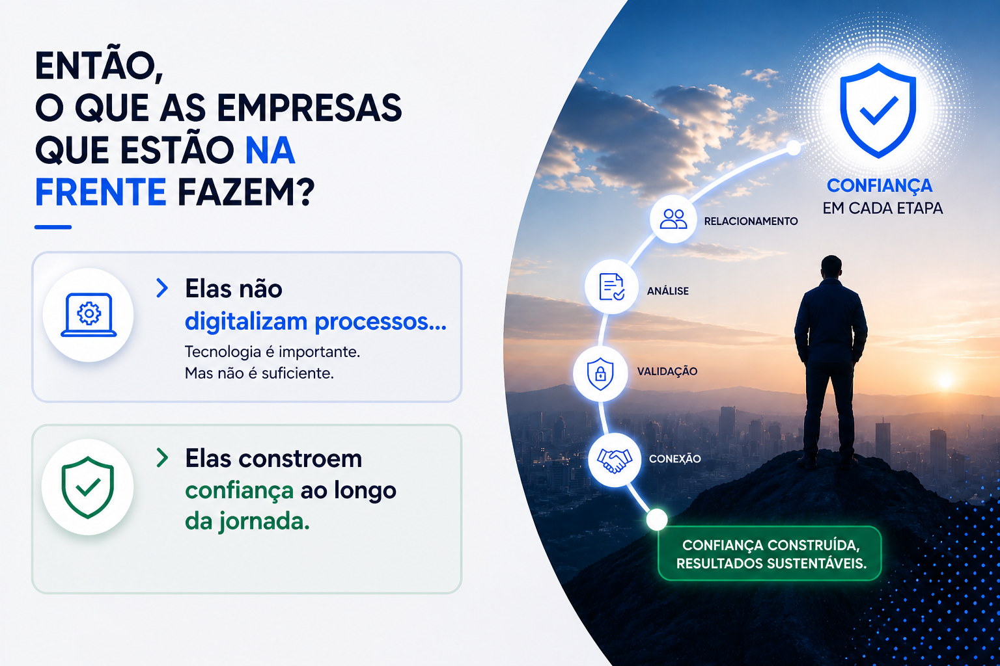 ENTÃO,
O QUE AS EMPRESAS
QUE ESTÃO NA
FRENTE FAZEM?
Elas não
digitalizam processos...
Tecnologia é importante.
Mas não é suficiente.
Elas constroem
confiança ao longo
da jornada.
CONFIANÇA
EM CADA ETAPA
RELACIONAMENTO
ANÁLISE
VALIDAÇÃO
CONEXÃO
CONFIANÇA CONSTRUÍDA,
RESULTADOS SUSTENTÁVEIS.